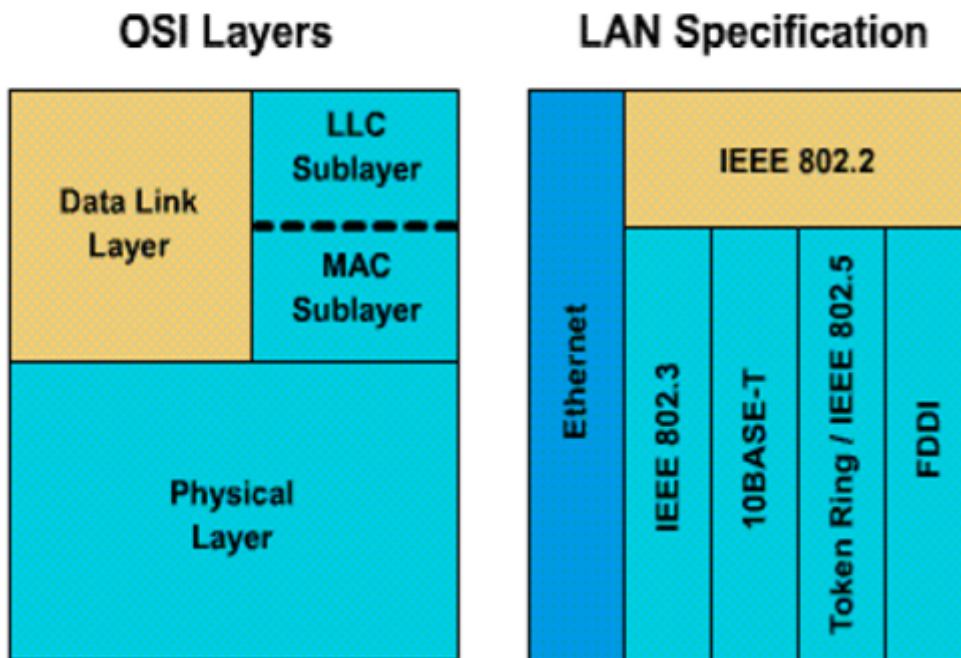 OSI Layers
LAN Specification
Data Link
Layer
LLC
Sublayer
MAC
Sublayer
Physical
Layer
Ethernet
IEEE 802.2
IEEE 802.3
10BASE-T
Token Ring / IEEE 802.5
FDDI